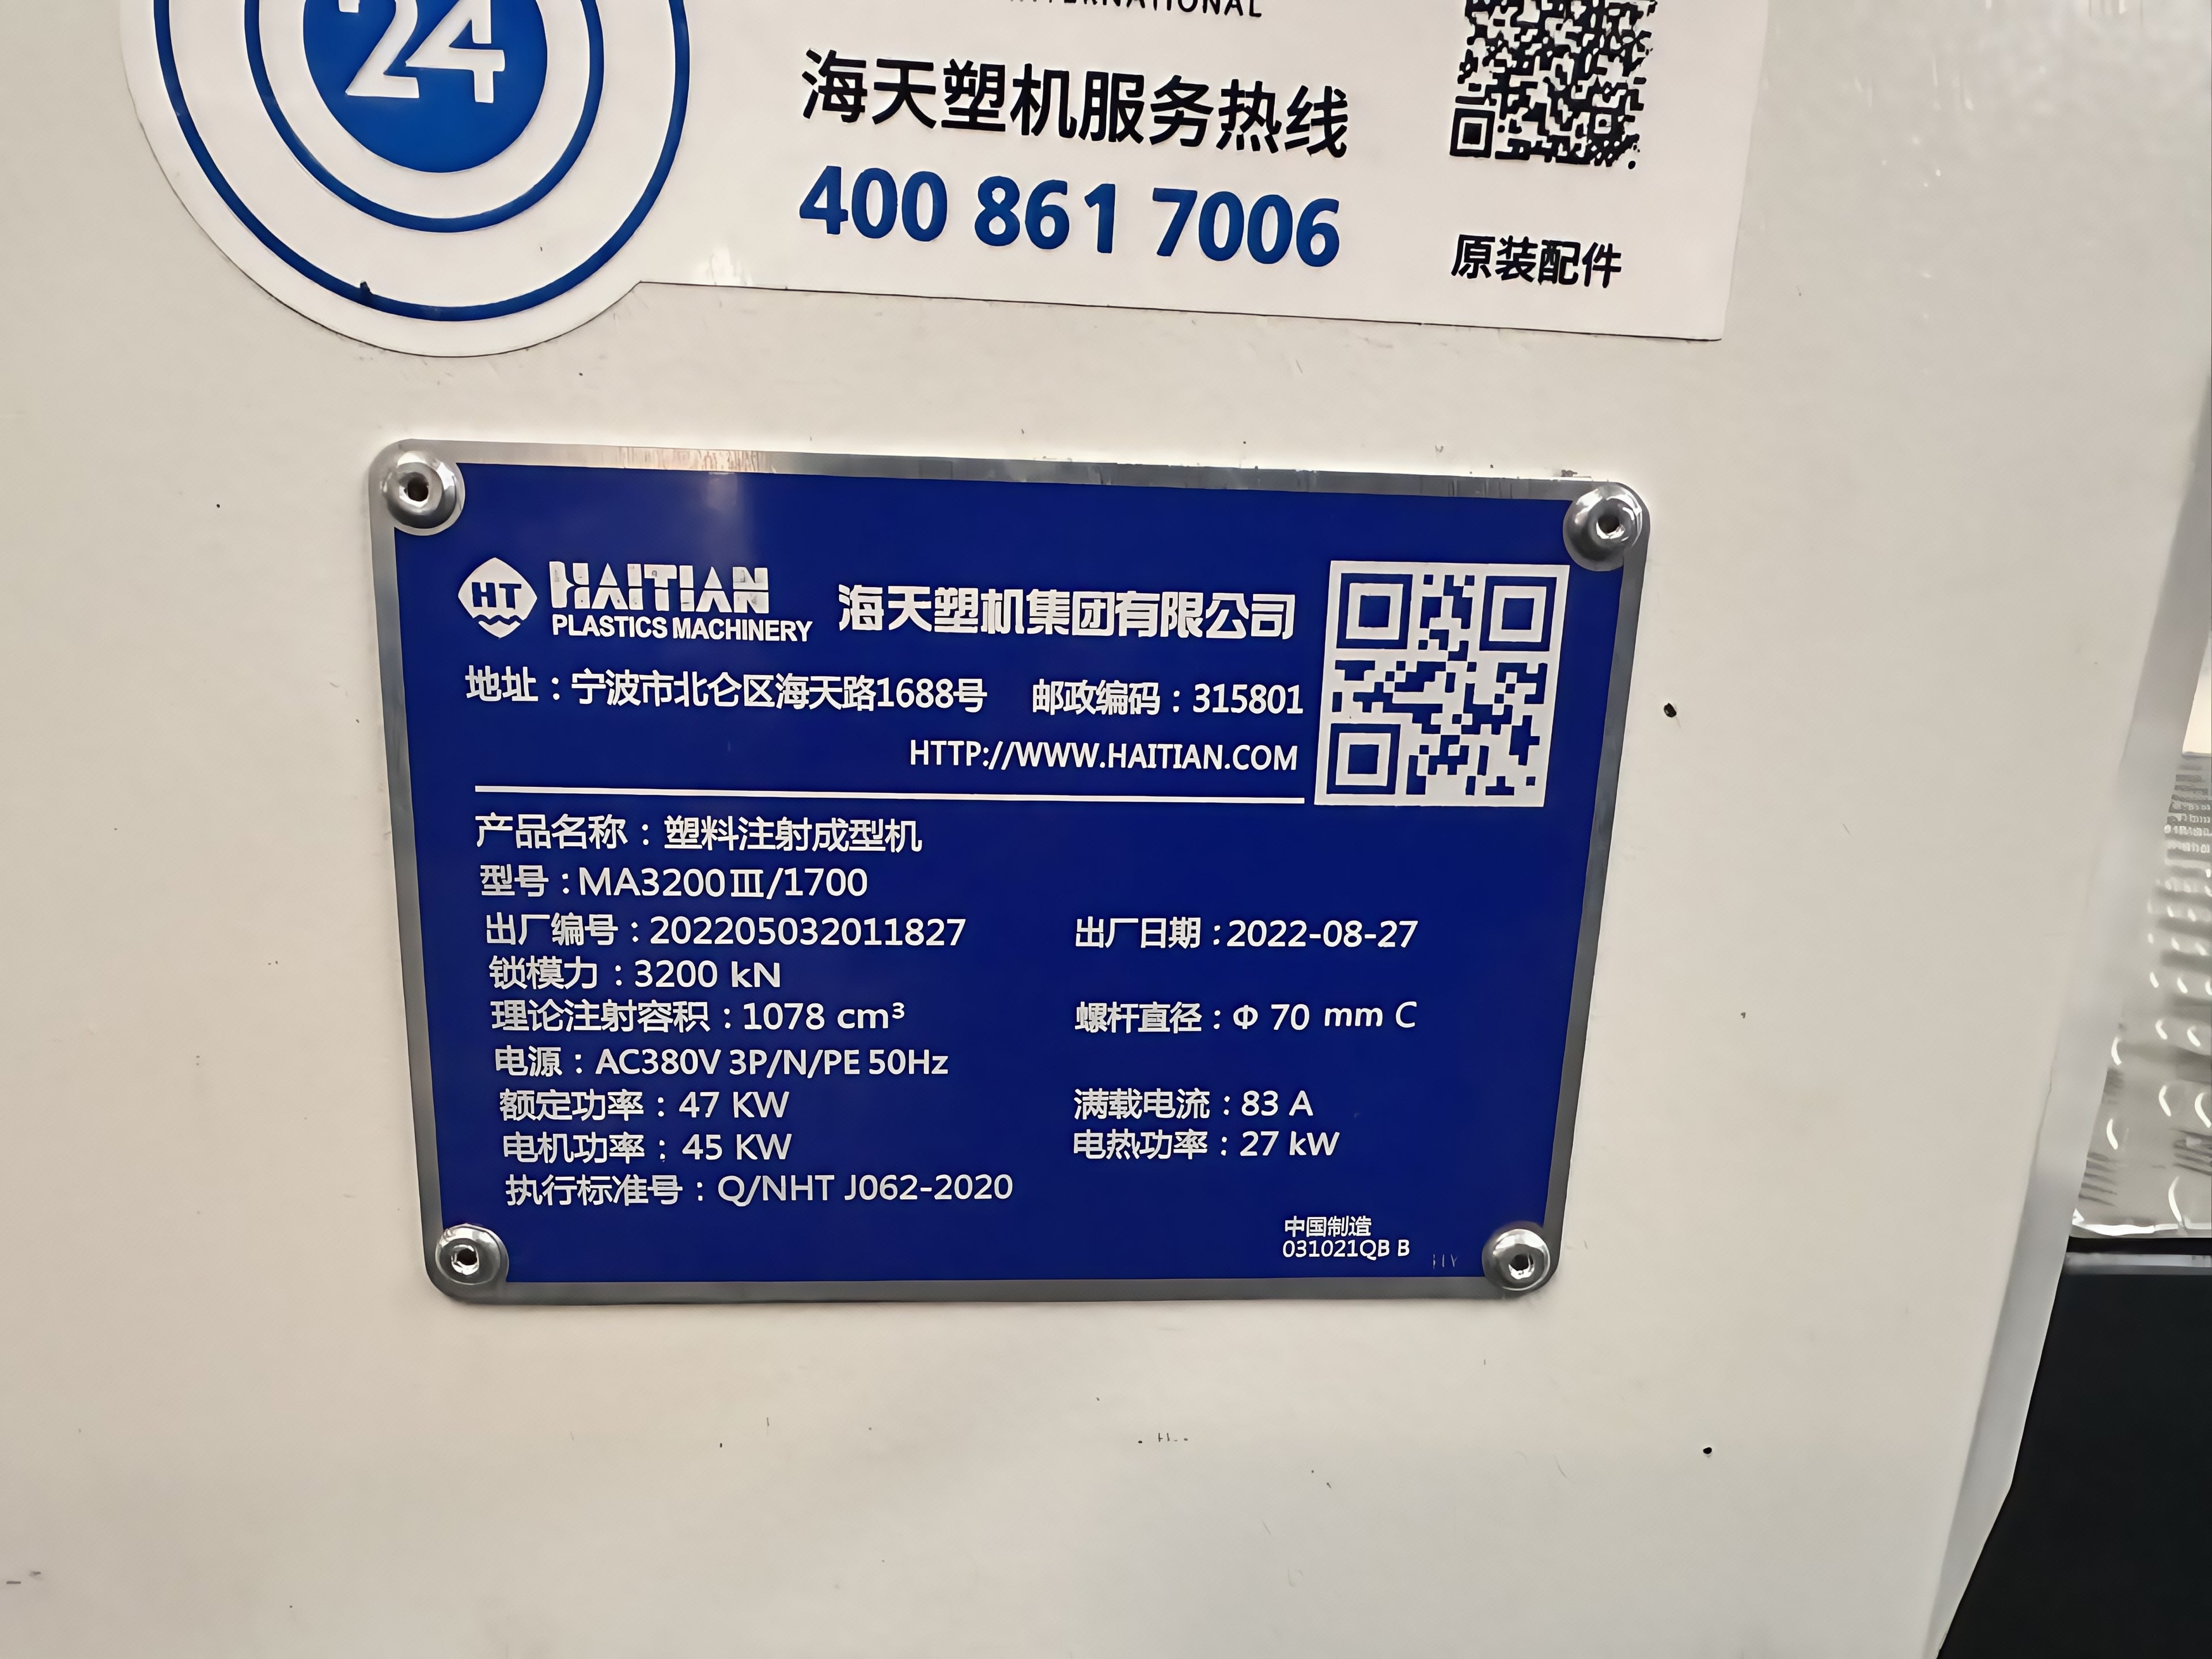 24
INTERNATIONAL
海天塑机服务热线
400 861 7006
原装配件
HT HAITIAN
PLASTICS MACHINERY
海天塑机集团有限公司
地址：宁波市北仑区海天路1688号 邮政编码：315801
HTTP://WWW.HAITIAN.COM
产品名称：塑料注射成型机
型号：MA3200Ⅲ/1700
出厂编号：202205032011827 出厂日期：2022-08-27
锁模力：3200 kN
理论注射容积：1078 cm³ 螺杆直径：Φ 70 mm C
电源：AC380V 3P/N/PE 50Hz
额定功率：47 KW 满载电流：83 A
电机功率：45 KW 电热功率：27 kW
执行标准号：Q/NHT J062-2020
中国制造
031021QB B